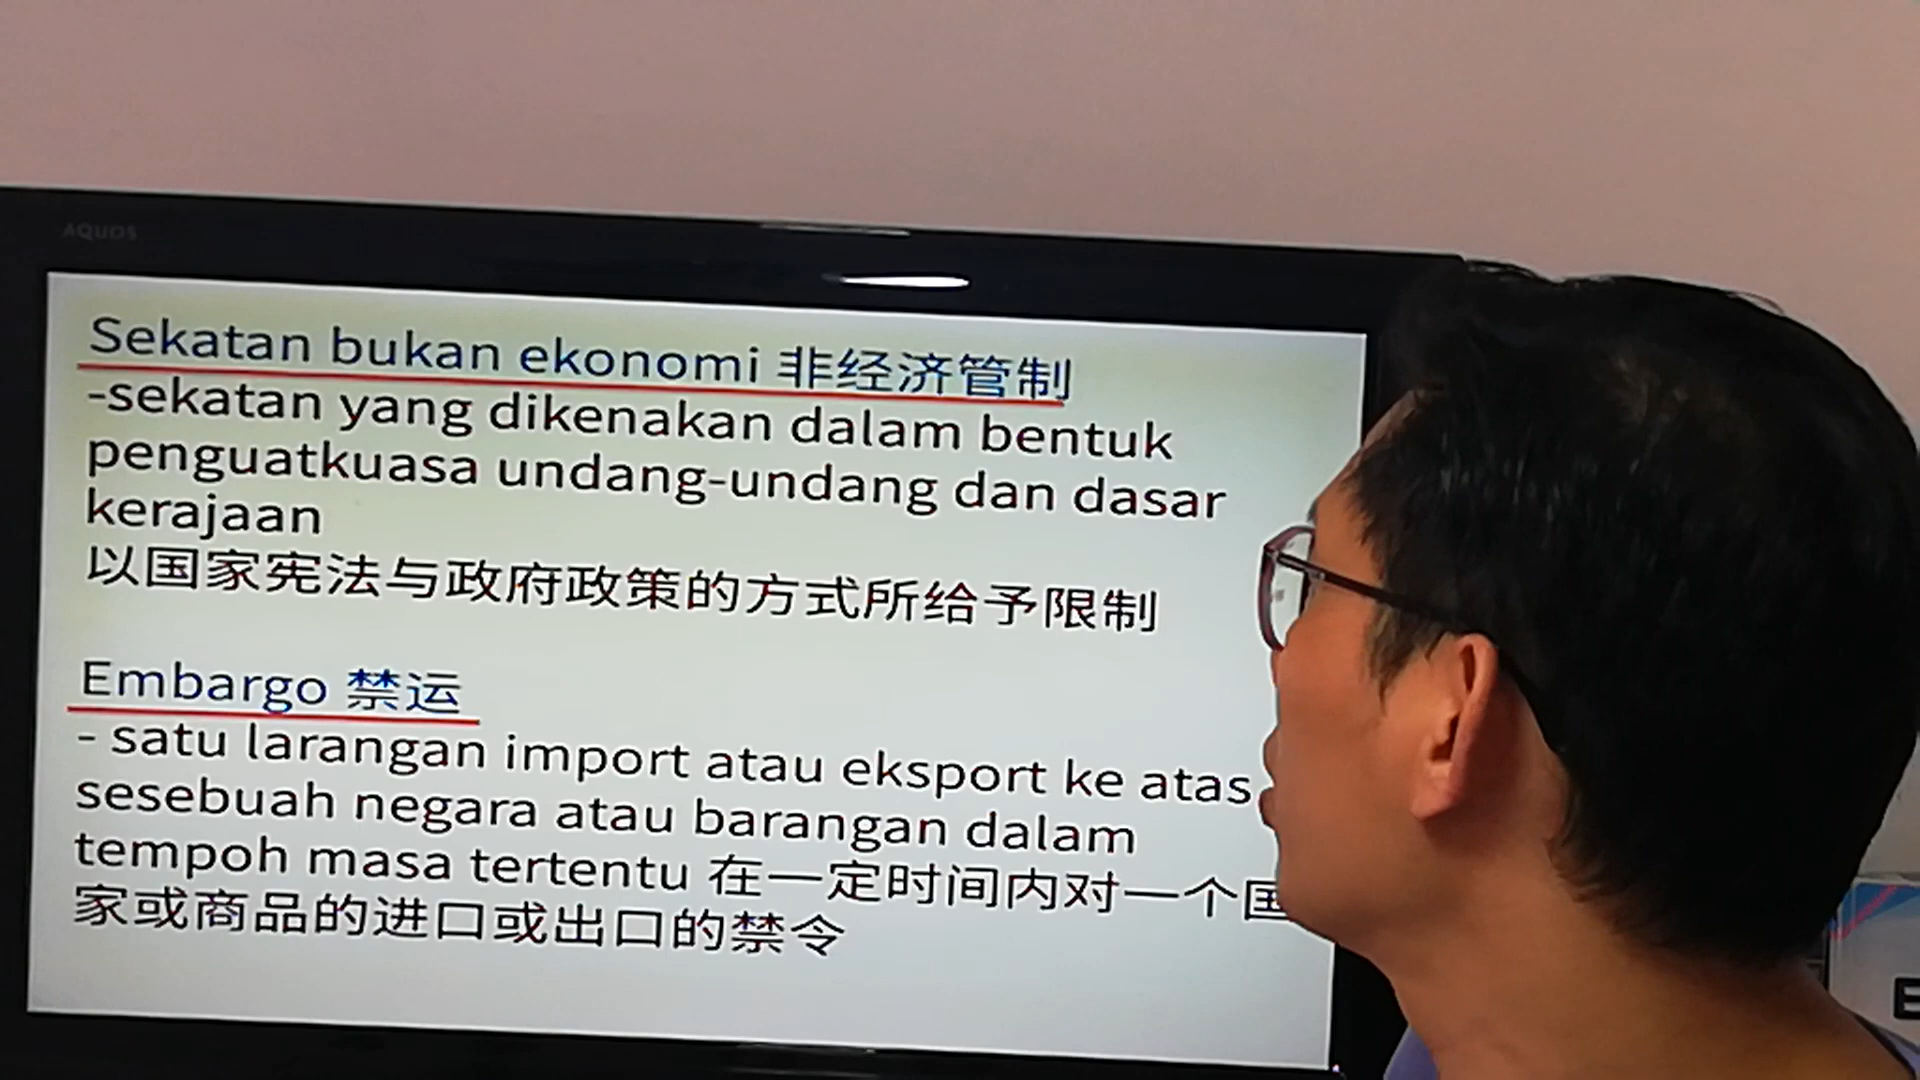 AQUOS
Sekatan bukan ekonomi 非经济管制
-sekatan yang dikenakan dalam bentuk
penguatkuasa undang-undang dan dasar
kerajaan
以国家宪法与政府政策的方式所给予限制
Embargo 禁运
- satu larangan import atau eksport ke atas
sesebuah negara atau barangan dalam
tempoh masa tertentu 在一定时间内对一个国
家或商品的进口或出口的禁令